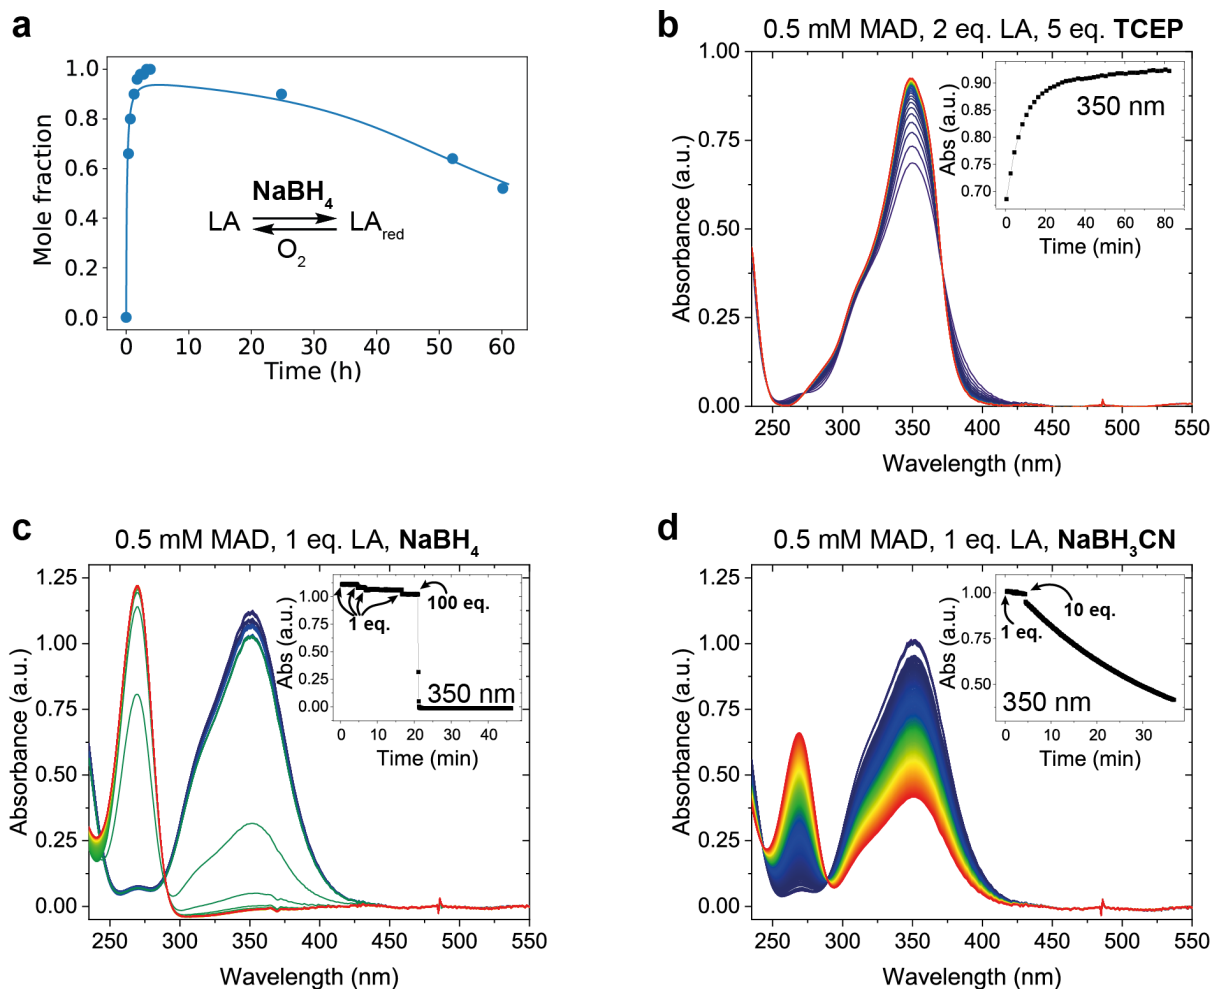 a
1.0
0.8
0.6
0.4
0.2
0.0
Mole fraction
NaBH4
LA
LAred
O2
0 10 20 30 40 50 60
Time (h)
b
0.5 mM MAD, 2 eq. LA, 5 eq. TCEP
1.00
0.75
0.50
0.25
0.00
Absorbance (a.u.)
0.90
0.85
0.80
0.75
0.70
Abs (a.u.)
350 nm
0 20 40 60 80
Time (min)
250 300 350 400 450 500 550
Wavelength (nm)
c
0.5 mM MAD, 1 eq. LA, NaBH4
1.25
1.00
0.75
0.50
0.25
0.00
Absorbance (a.u.)
1.00
0.75
0.50
0.25
0.00
Abs (a.u.)
1 eq.
100 eq.
350 nm
0 10 20 30 40
Time (min)
250 300 350 400 450 500 550
Wavelength (nm)
d
0.5 mM MAD, 1 eq. LA, NaBH3CN
1.25
1.00
0.75
0.50
0.25
0.00
Absorbance (a.u.)
1.00
0.75
0.50
Abs (a.u.)
1 eq.
10 eq.
350 nm
0 10 20 30
Time (min)
250 300 350 400 450 500 550
Wavelength (nm)